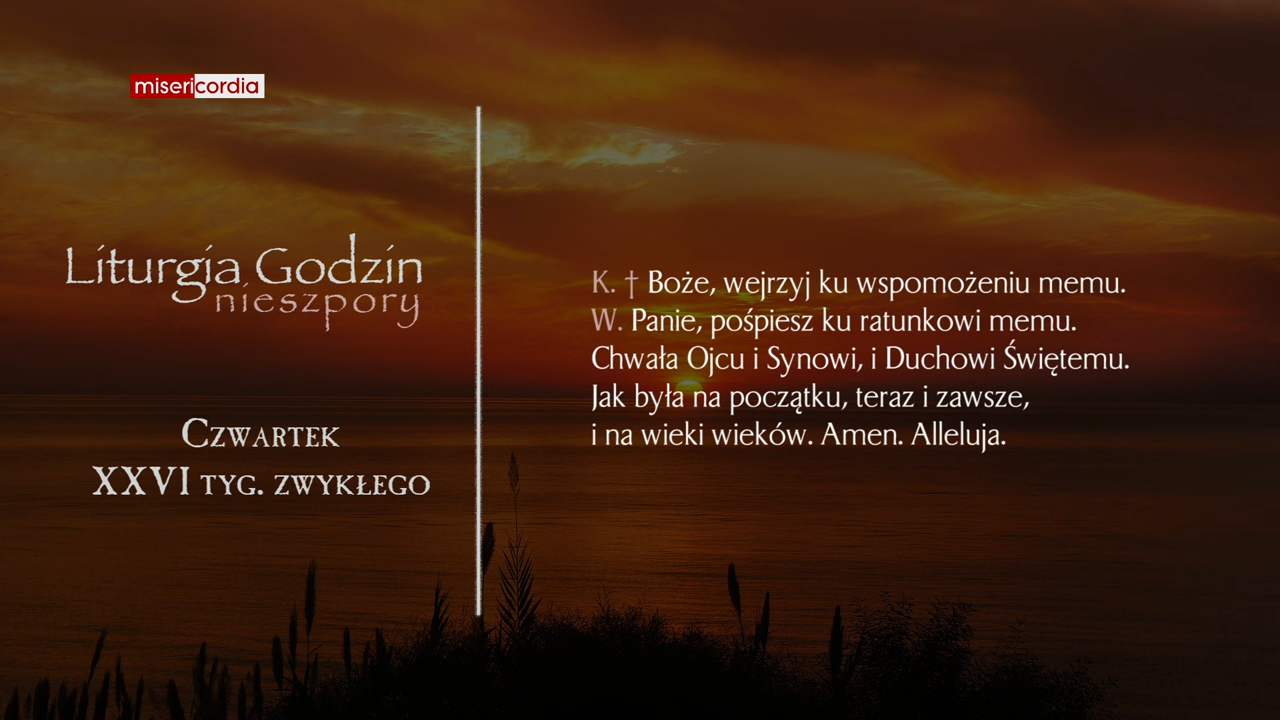 misericordia
Liturgia Godzin
nieszpory
Czwartek
XXVI tyg. zwykłego
K. † Boże, wejrzyj ku wspomożeniu memu.
W. Panie, pośpiesz ku ratunkowi memu.
Chwała Ojcu i Synowi, i Duchowi Świętemu.
Jak była na początku, teraz i zawsze,
i na wieki wieków. Amen. Alleluja.